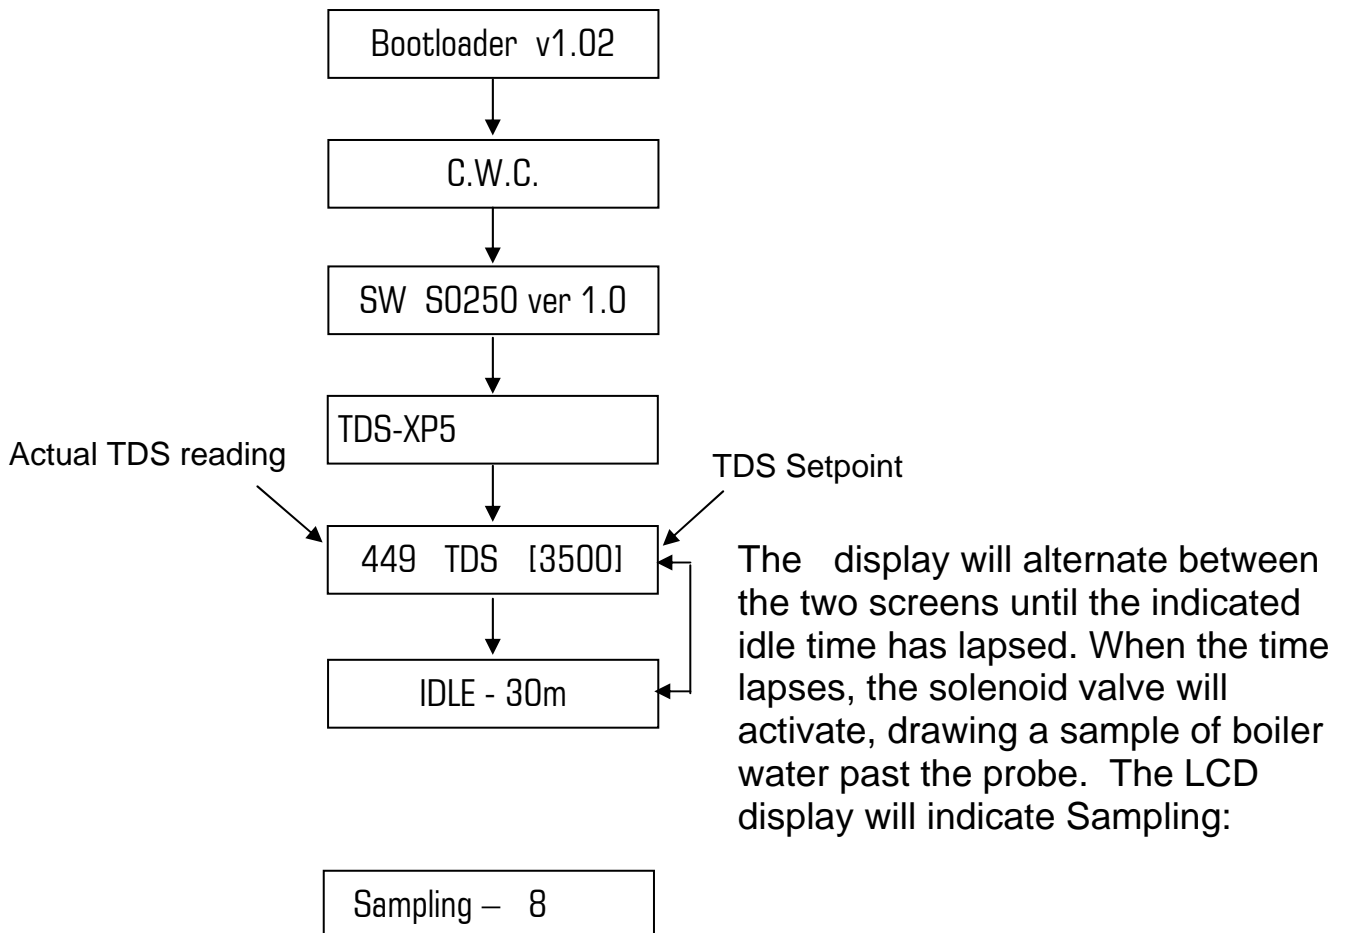 Bootloader v1.02
C.W.C.
SW S0250 ver 1.0
TDS-XP5
Actual TDS reading
TDS Setpoint
449 TDS [3500]
IDLE - 30m
The display will alternate between
the two screens until the indicated
idle time has lapsed. When the time
lapses, the solenoid valve will
activate, drawing a sample of boiler
water past the probe. The LCD
display will indicate Sampling:
Sampling – 8